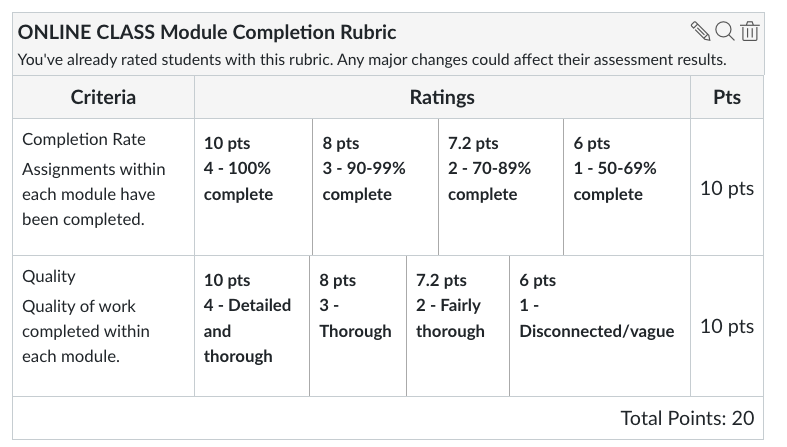 ONLINE CLASS Module Completion Rubric
You've already rated students with this rubric. Any major changes could affect their assessment results.
Criteria
Ratings
Pts
Completion Rate
Assignments within
each module have
been completed.
10 pts
4 - 100%
complete
8 pts
3 - 90-99%
complete
7.2 pts
2 - 70-89%
complete
6 pts
1 - 50-69%
complete
10 pts
Quality
Quality of work
completed within
each module.
10 pts
4 - Detailed
and
thorough
8 pts
3 -
Thorough
7.2 pts
2 - Fairly
thorough
6 pts
1 -
Disconnected/vague
10 pts
Total Points: 20